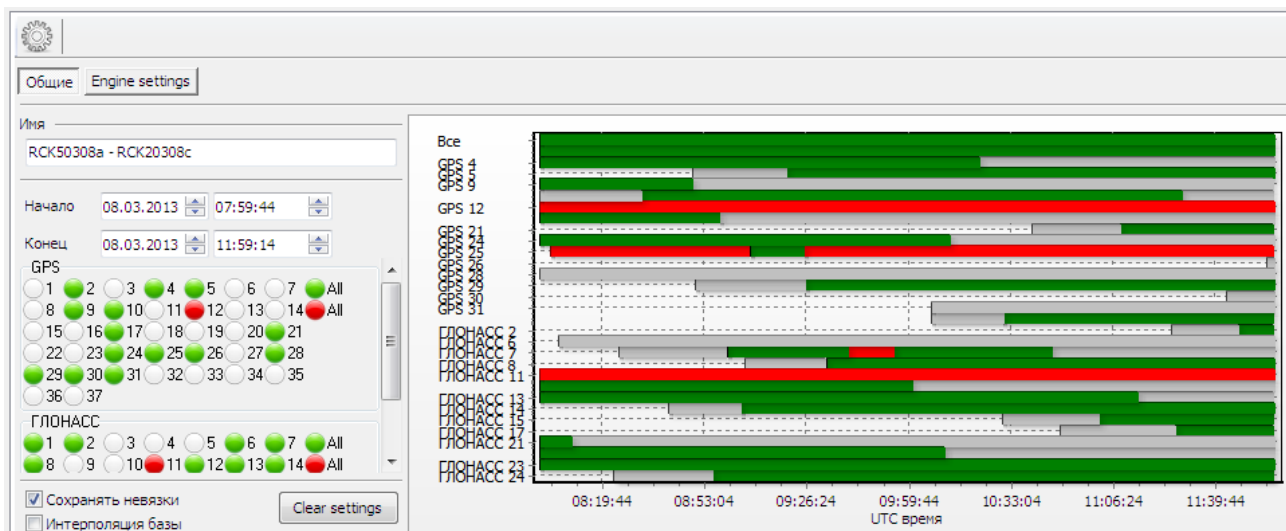 Общие Engine settings
Имя
RCK50308a - RCK20308c
Начало 08.03.2013 07:59:44
Конец 08.03.2013 11:59:14
GPS
1 2 3 4 5 6 7 All
8 9 10 11 12 13 14 All
15 16 17 18 19 20 21
22 23 24 25 26 27 28
29 30 31 32 33 34 35
36 37
ГЛОНАСС
1 2 3 4 5 6 7 All
8 9 10 11 12 13 14 All
Сохранять невязки
Интерполяция базы
Clear settings
Все
GPS 4
GPS 5
GPS 9
GPS 12
GPS 21
GPS 24
GPS 25
GPS 26
GPS 28
GPS 29
GPS 30
GPS 31
ГЛОНАСС 2
ГЛОНАСС 6
ГЛОНАСС 7
ГЛОНАСС 8
ГЛОНАСС 11
ГЛОНАСС 13
ГЛОНАСС 14
ГЛОНАСС 15
ГЛОНАСС 17
ГЛОНАСС 21
ГЛОНАСС 23
ГЛОНАСС 24
08:19:44 08:53:04 09:26:24 09:59:44 10:33:04 11:06:24 11:39:44
UTC время